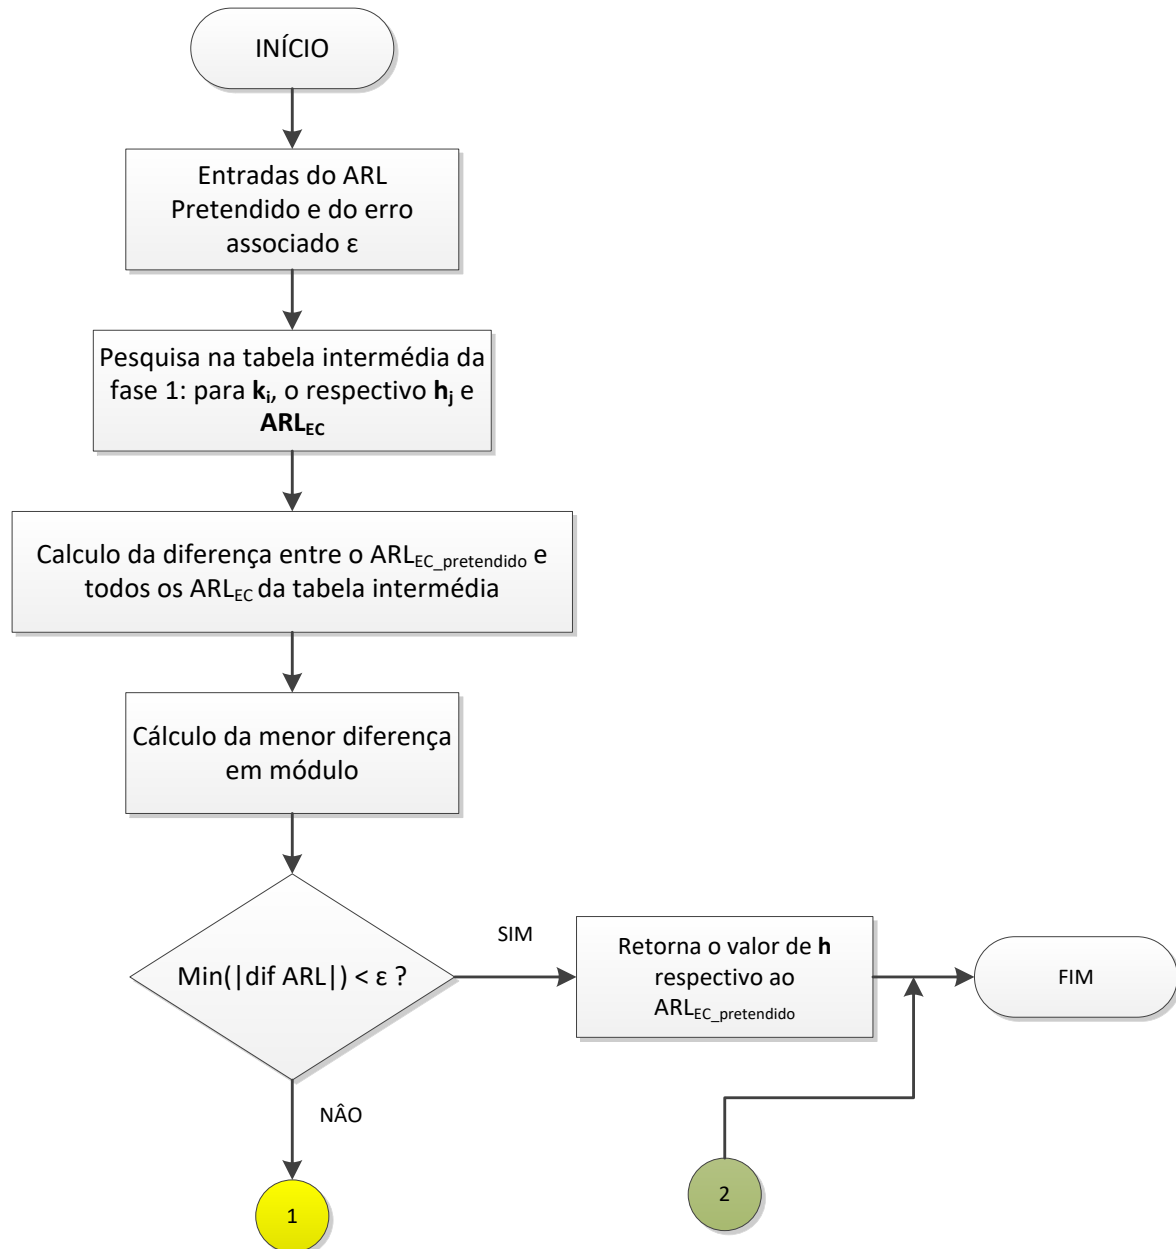 INÍCIO
Entradas do ARL
Pretendido e do erro
associado ε
Pesquisa na tabela intermédia da
fase 1: para ki, o respectivo hj e
ARLEC
Calculo da diferença entre o ARLEC_pretendido e
todos os ARLEC da tabela intermédia
Cálculo da menor diferença
em módulo
Min(|dif ARL|) < ε ?
SIM
Retorna o valor de h
respectivo ao
ARLEC_pretendido
FIM
NÂO
1
2